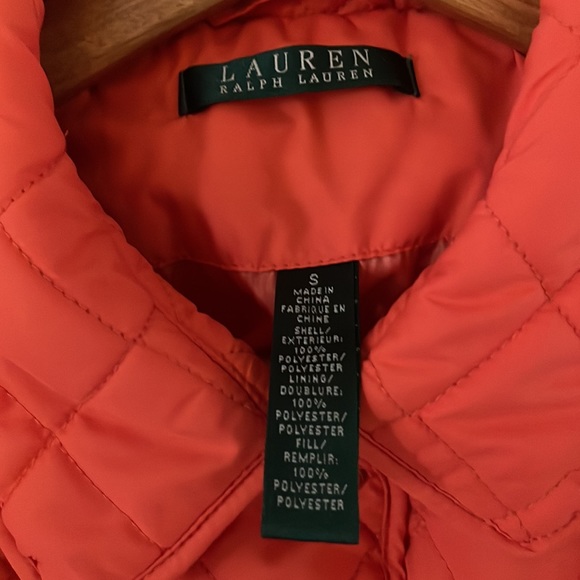 LAUREN
RALPH LAUREN
S
MADE IN
CHINA
FABRIQUE EN
CHINE
SHELL/
EXTERIEUR:
100%
POLYESTER/
POLYESTER
LINING/
DOUBLURE:
100%
POLYESTER/
POLYESTER
FILL/
REMPLIR:
100%
POLYESTER/
POLYESTER